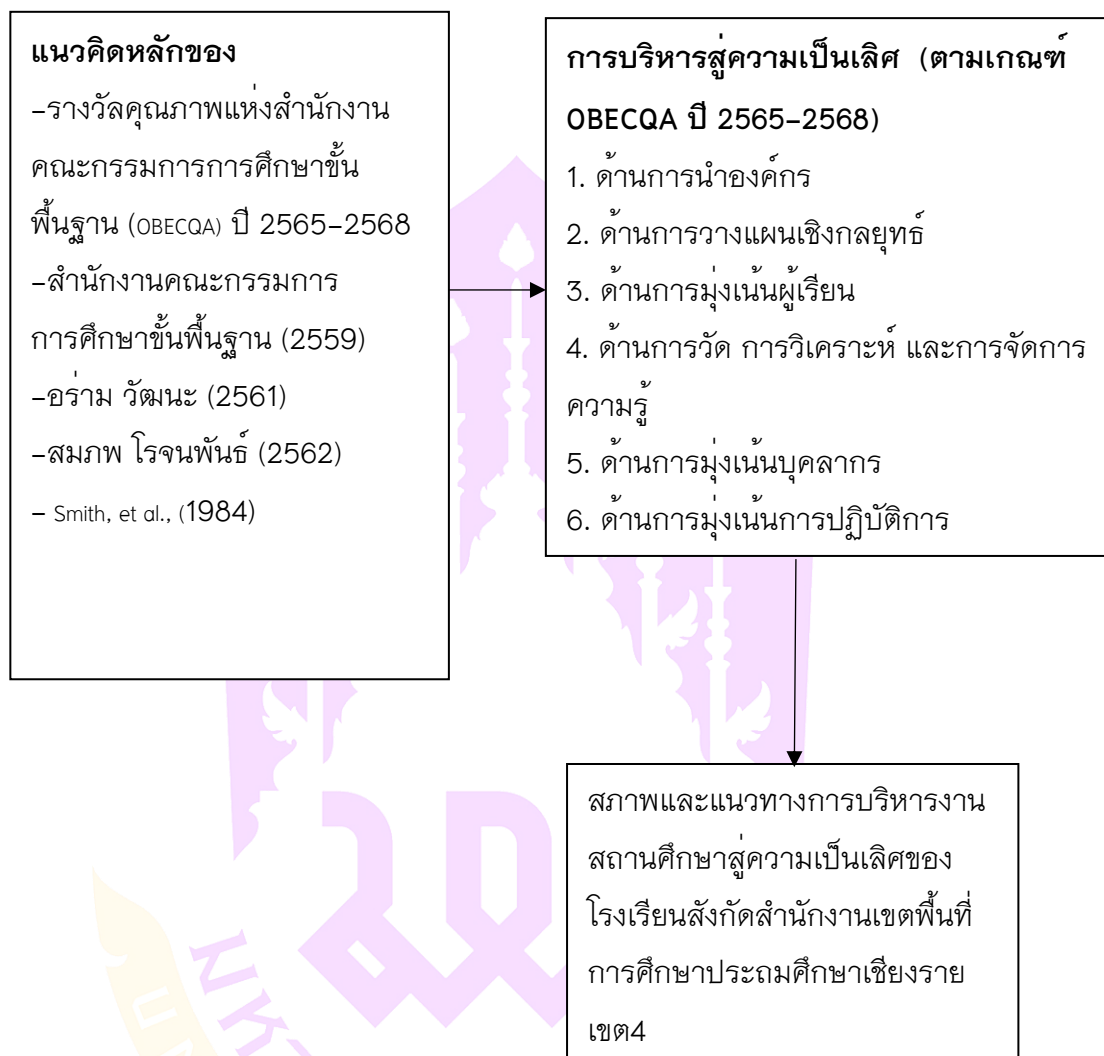 แนวคิดหลักของ
-รางวัลคุณภาพแห่งสำนักงาน
คณะกรรมการการศึกษาขั้น
พื้นฐาน (OBECQA) ปี 2565-2568
-สำนักงานคณะกรรมการ
การศึกษาขั้นพื้นฐาน (2559)
-อร่าม วัฒนะ (2561)
-สมภพ โรจนพันธ์ (2562)
- Smith, et al., (1984)
การบริหารสู่ความเป็นเลิศ (ตามเกณฑ์
OBECQA ปี 2565-2568)
1. ด้านการนำองค์กร
2. ด้านการวางแผนเชิงกลยุทธ์
3. ด้านการมุ่งเน้นผู้เรียน
4. ด้านการวัด การวิเคราะห์ และการจัดการ
ความรู้
5. ด้านการมุ่งเน้นบุคลากร
6. ด้านการมุ่งเน้นการปฏิบัติการ
สภาพและแนวทางการบริหารงาน
สถานศึกษาสู่ความเป็นเลิศของ
โรงเรียนสังกัดสำนักงานเขตพื้นที่
การศึกษาประถมศึกษาเชียงราย
เขต4